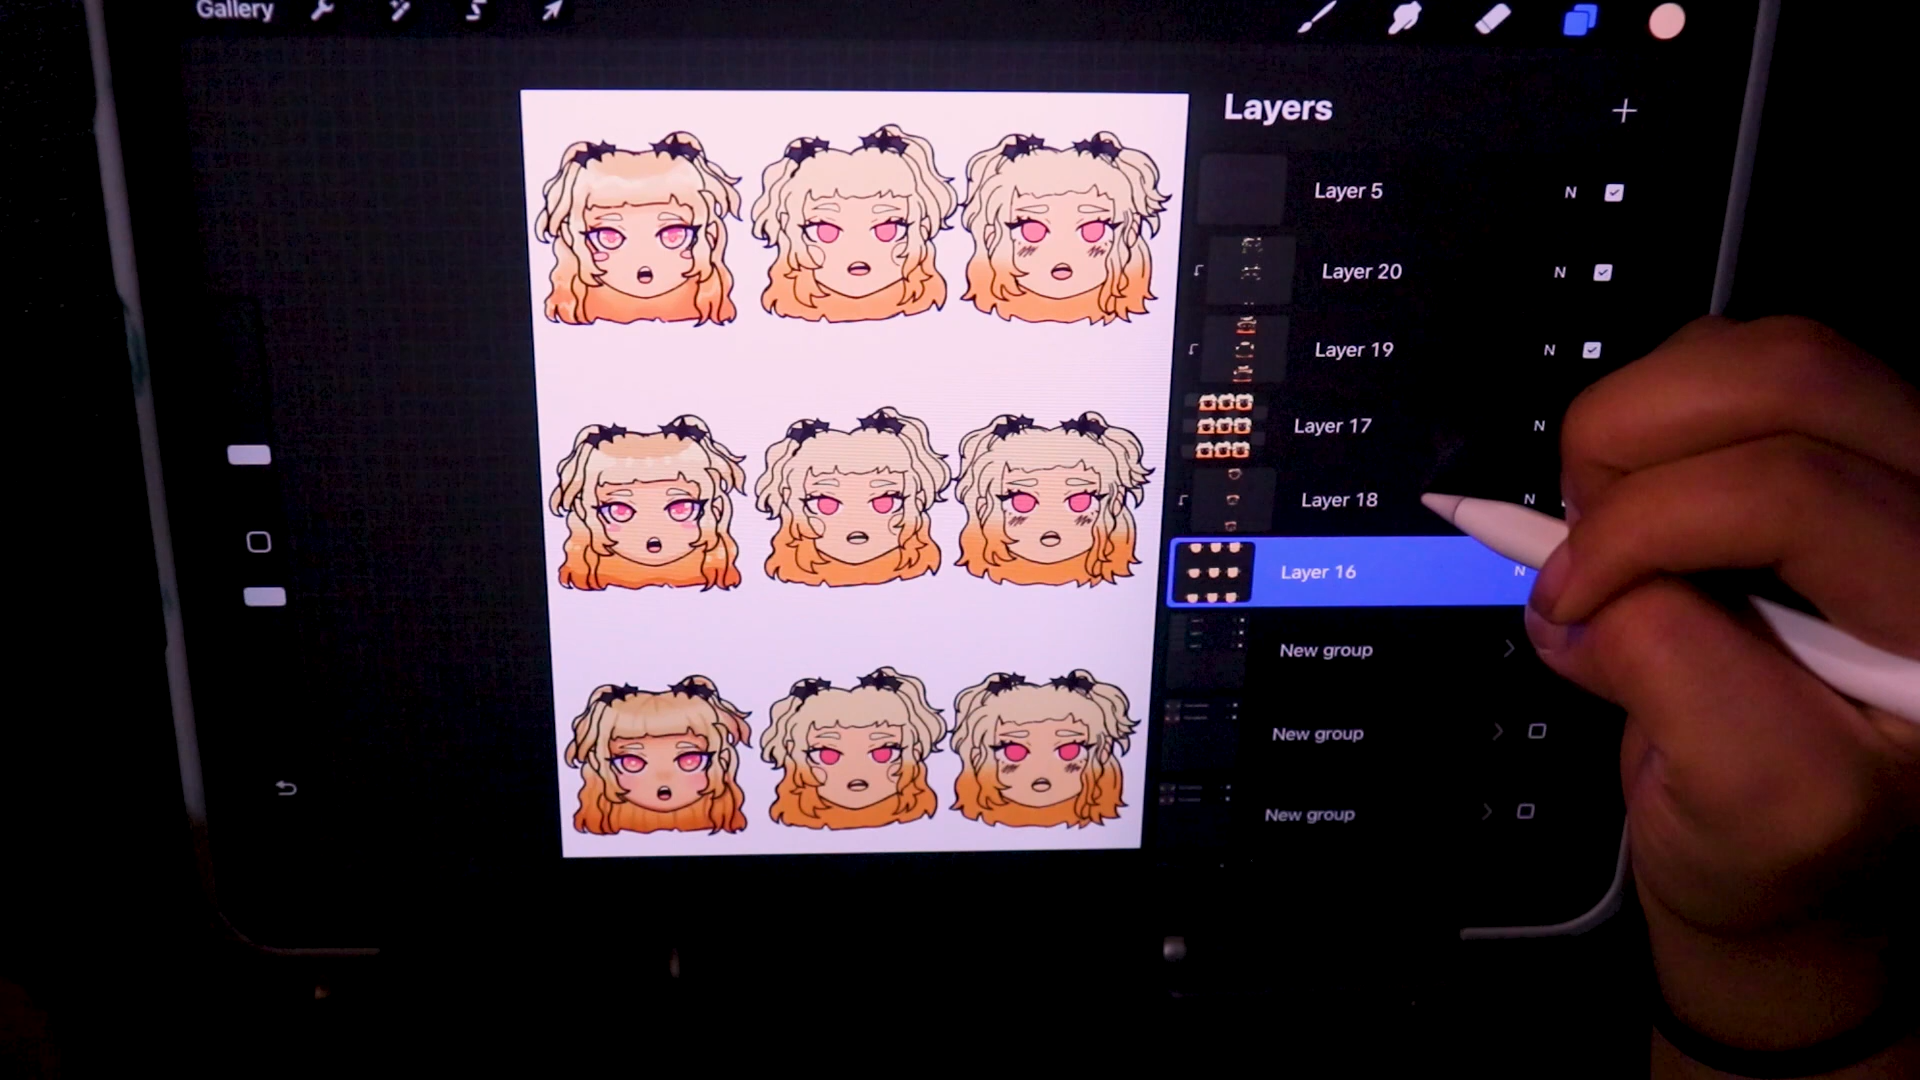 Gallery
Layers
Layer 5 N
Layer 20 N
Layer 19 N
Layer 17 N
Layer 18 N
Layer 16 N
New group
New group
New group